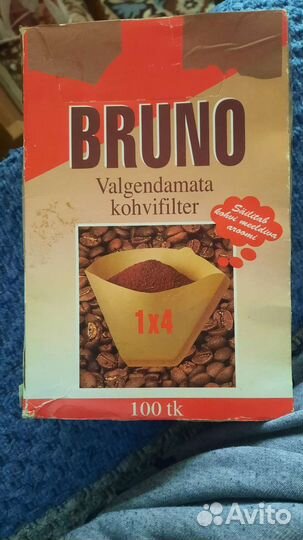 BRUNO
Valgendamata
kohvifilter
Säilitab
kohvi meeldiva
aroomi
1x4
100 tk
Avito